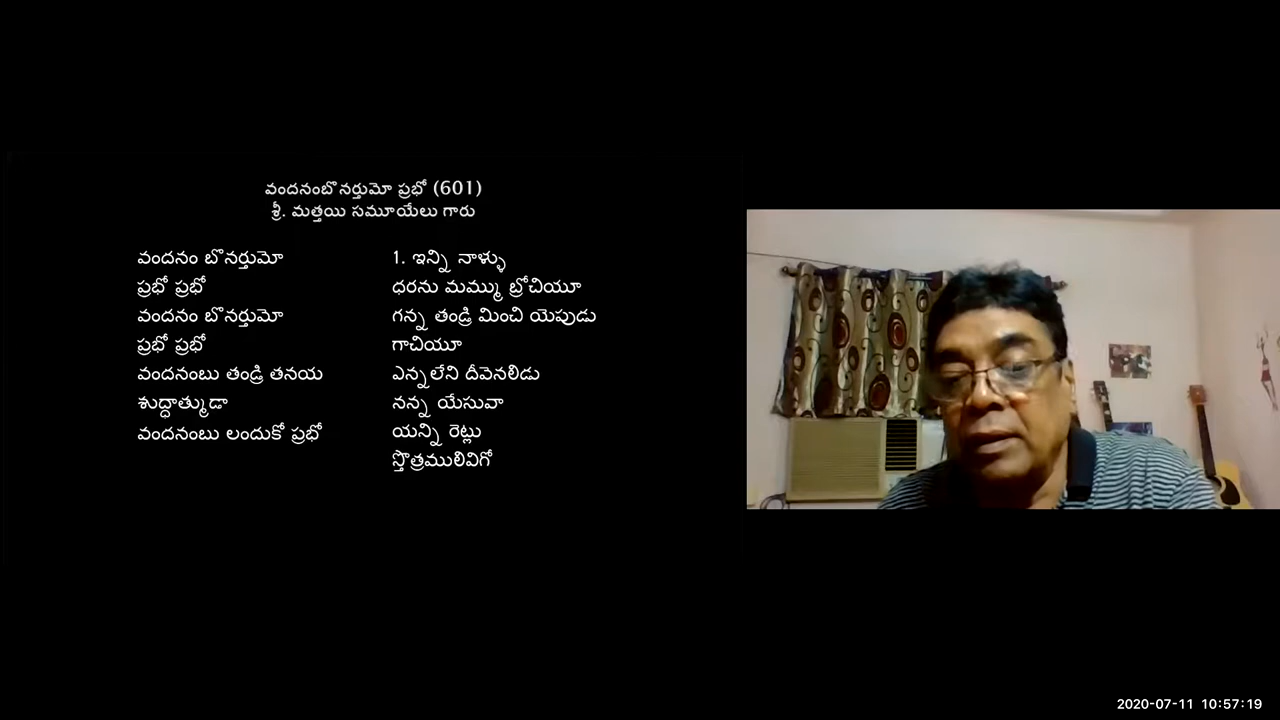 వందనంబొనర్తుమో ప్రభో (601)
శ్రీ. మత్తయి సమూయేలు గారు
వందనం బొనర్తుమో
ప్రభో ప్రభో
వందనం బొనర్తుమో
ప్రభో ప్రభో
వందనంబు తండ్రి తనయ
శుద్ధాత్ముడా
వందనంబు లందుకో ప్రభో
1. ఇన్ని నాళ్ళు
ధరను మమ్ము బ్రోచియూ
గన్న తండ్రి మించి యెపుడు
గాచియూ
ఎన్నలేని దీవెనలిడు
నన్న యేసువా
యన్ని రెట్లు
స్తొత్రములివిగో
2020-07-11 10:57:19